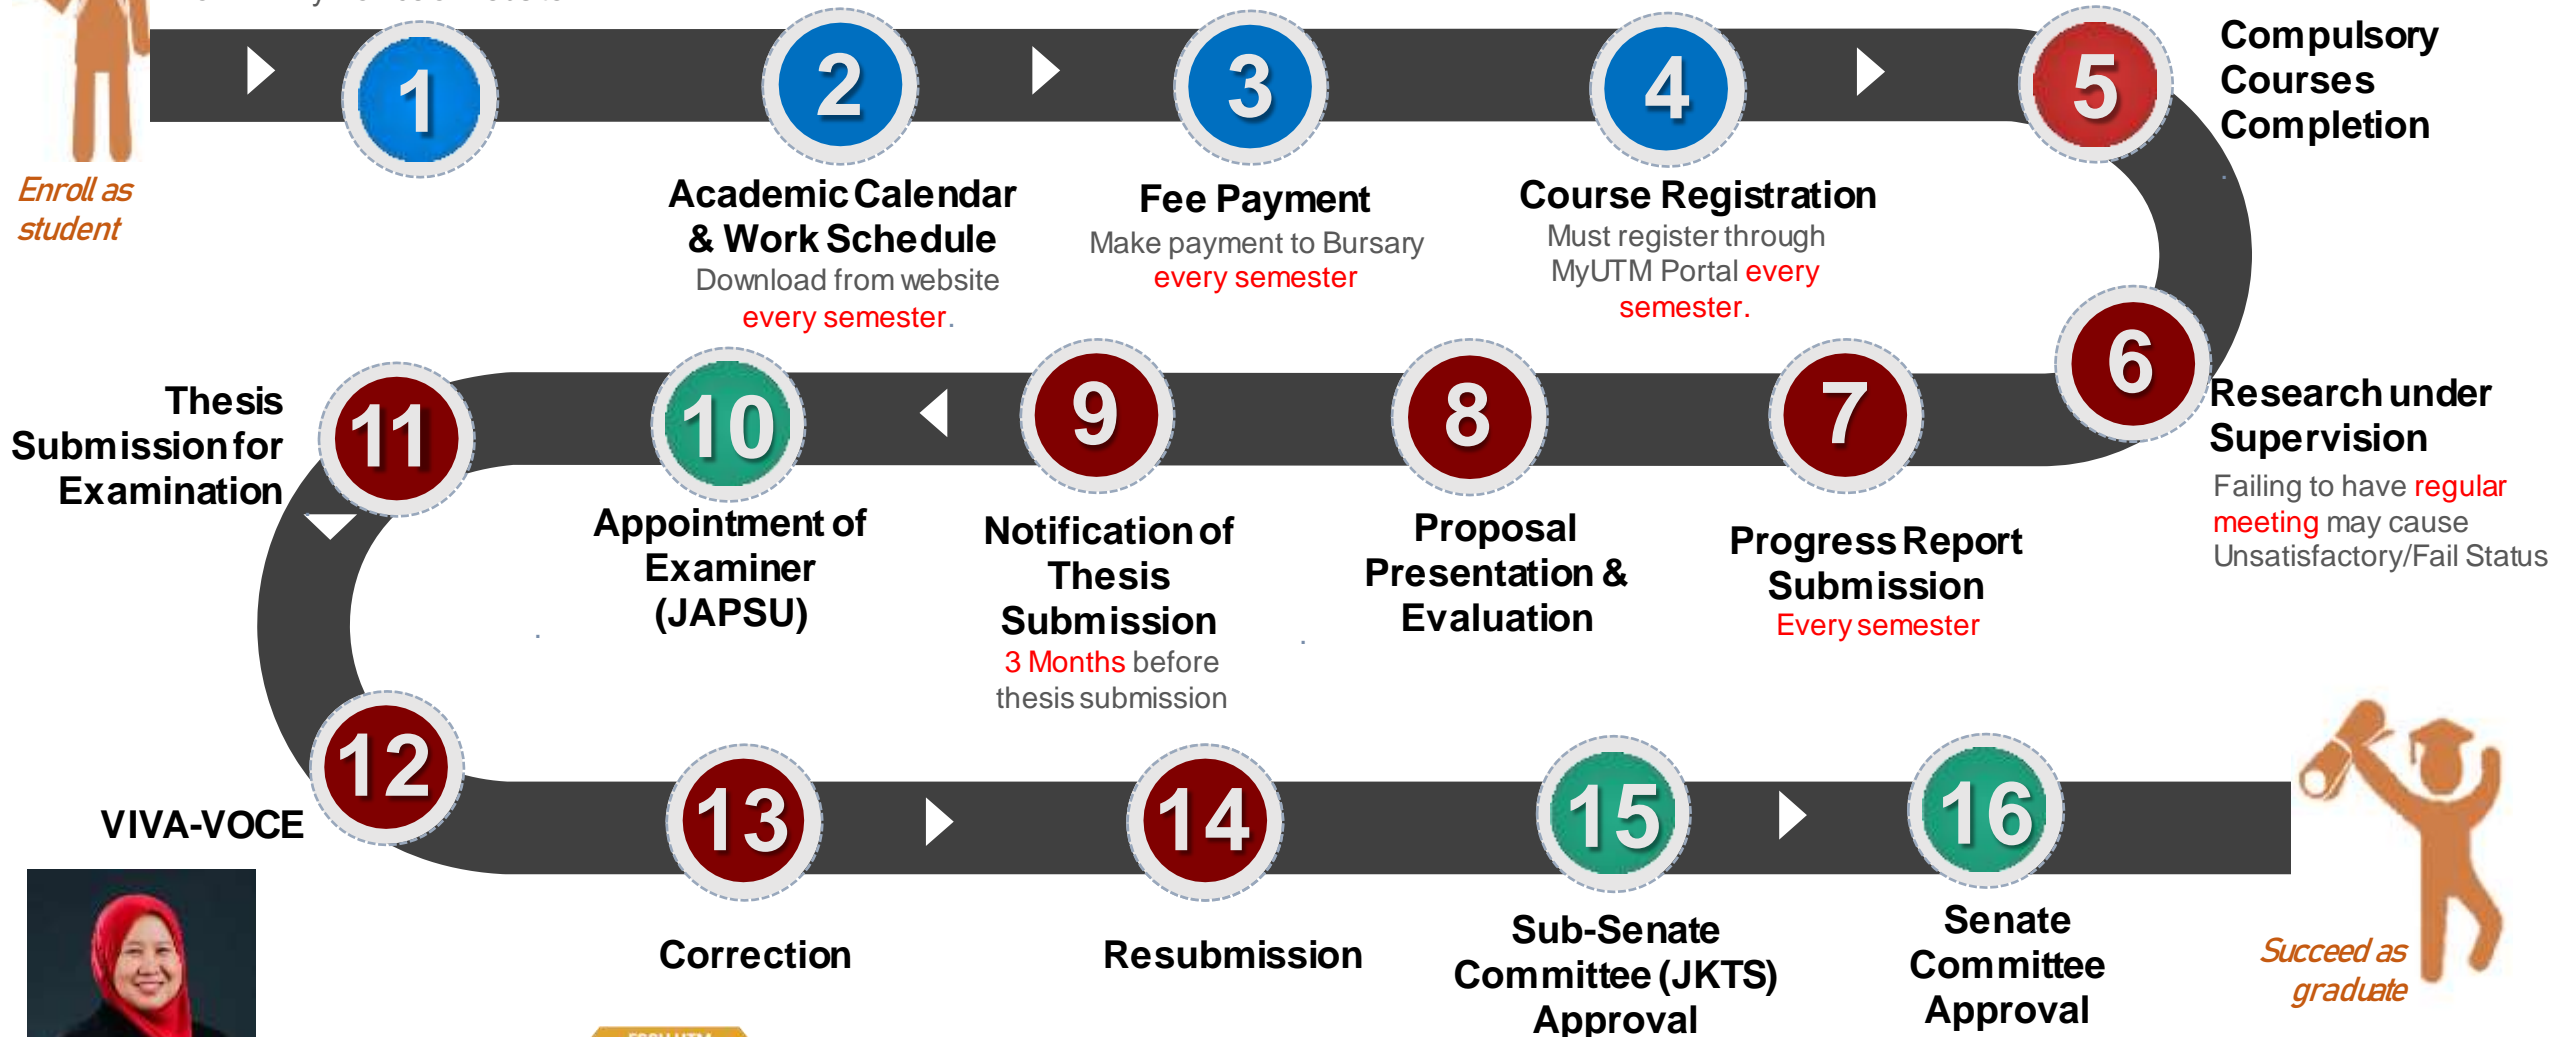 1
2
3
4
5
Compulsory
Courses
Completion
Enroll as
student
Academic Calendar
& Work Schedule
Download from website
every semester.
Fee Payment
Make payment to Bursary
every semester
Course Registration
Must register through
MyUTM Portal every
semester.
6
Research under
Supervision
Failing to have regular
meeting may cause
Unsatisfactory/Fail Status
7
Progress Report
Submission
Every semester
8
Proposal
Presentation &
Evaluation
9
Notification of
Thesis
Submission
3 Months before
thesis submission
10
Appointment of
Examiner
(JAPSU)
11
Thesis
Submission for
Examination
12
VIVA-VOCE
13
Correction
14
Resubmission
15
Sub-Senate
Committee (JKTS)
Approval
16
Senate
Committee
Approval
Succeed as
graduate